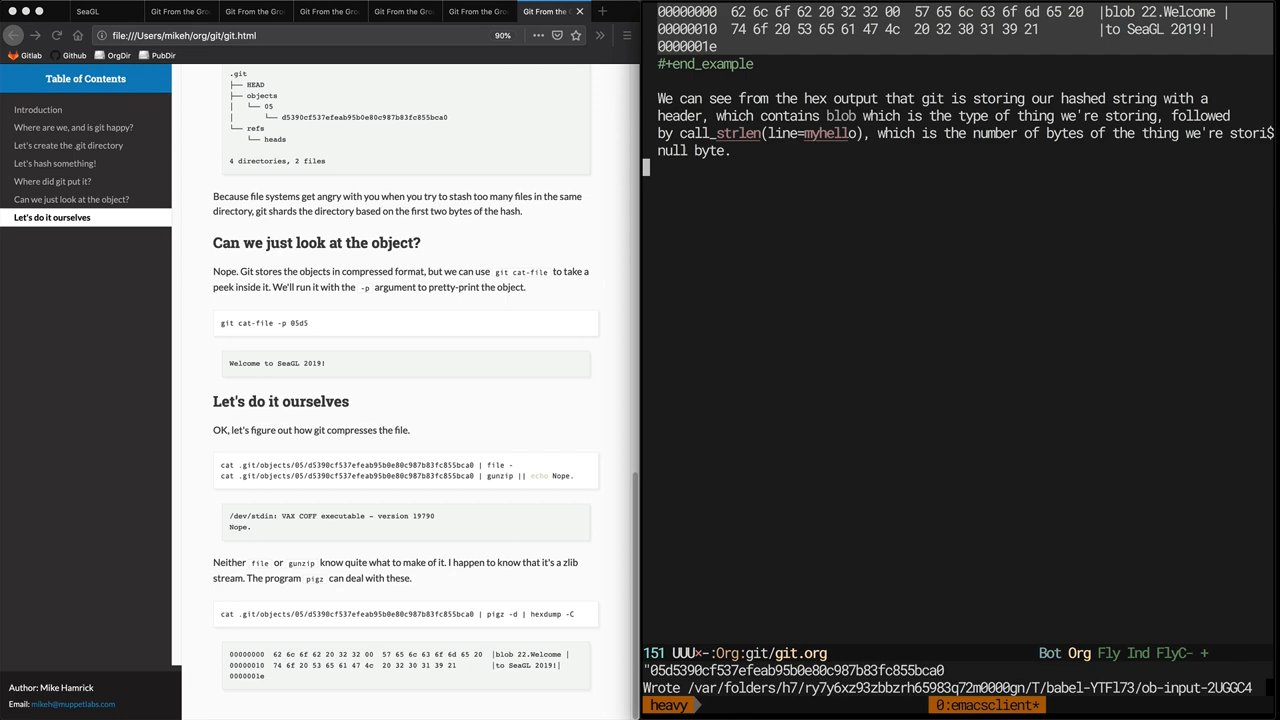 SeaGL
Git From the Gro
Git From the Gro
Git From the Gro
Git From the Gro
Git From the Gro
Git From the
file:///Users/mikeh/org/git/git.html
90%
Gitlab
Github
OrgDir
PubDir
Table of Contents
Introduction
Where are we, and is git happy?
Let's create the .git directory
Let's hash something!
Where did git put it?
Can we just look at the object?
Let's do it ourselves
Author: Mike Hamrick
Email: mikeh@muppetlabs.com
.git
├── HEAD
├── objects
│   └── 05
│       └── d5390cf537efeab95b0e80c987b83fc855bca0
└── refs
    └── heads
4 directories, 2 files
Because file systems get angry with you when you try to stash too many files in the same
directory, git shards the directory based on the first two bytes of the hash.
Can we just look at the object?
Nope. Git stores the objects in compressed format, but we can use git cat-file to take a
peek inside it. We'll run it with the -p argument to pretty-print the object.
git cat-file -p 05d5
Welcome to SeaGL 2019!
Let's do it ourselves
OK, let's figure out how git compresses the file.
cat .git/objects/05/d5390cf537efeab95b0e80c987b83fc855bca0 | file -
cat .git/objects/05/d5390cf537efeab95b0e80c987b83fc855bca0 | gunzip || echo Nope.
/dev/stdin: VAX COFF executable - version 19790
Nope.
Neither file or gunzip know quite what to make of it. I happen to know that it's a zlib
stream. The program pigz can deal with these.
cat .git/objects/05/d5390cf537efeab95b0e80c987b83fc855bca0 | pigz -d | hexdump -C
00000000  62 6c 6f 62 20 32 32 00  57 65 6c 63 6f 6d 65 20  |blob 22.Welcome |
00000010  74 6f 20 53 65 61 47 4c  20 32 30 31 39 21        |to SeaGL 2019!|
0000001e
00000000  62 6c 6f 62 20 32 32 00  57 65 6c 63 6f 6d 65 20  |blob 22.Welcome |
00000010  74 6f 20 53 65 61 47 4c  20 32 30 31 39 21        |to SeaGL 2019!|
0000001e
#+end_example
We can see from the hex output that git is storing our hashed string with a
header, which contains blob which is the type of thing we're storing, followed
by call_strlen(line=myhello), which is the number of bytes of the thing we're stori$
null byte.
151 UUU×-:Org:git/git.org Bot Org Fly Ind FlyC- +
"05d5390cf537efeab95b0e80c987b83fc855bca0
Wrote /var/folders/h7/ry7y6xz93zbbzrh65983q72m0000gn/T/babel-YTFl73/ob-input-2UGGC4
heavy 0:emacsclient*